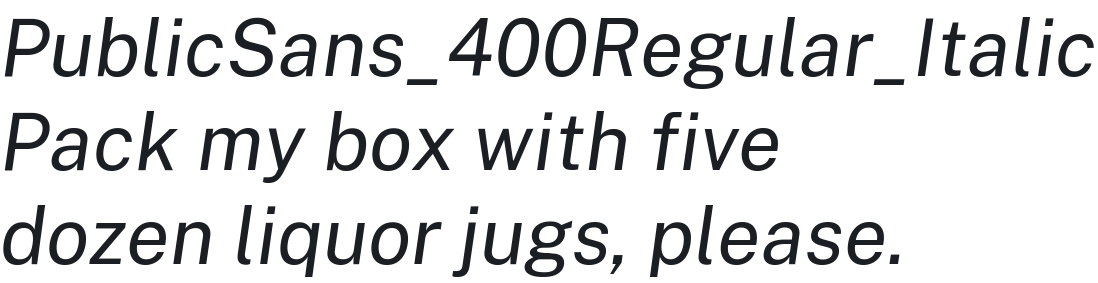 PublicSans_400Regular_Italic
Pack my box with five
dozen liquor jugs, please.